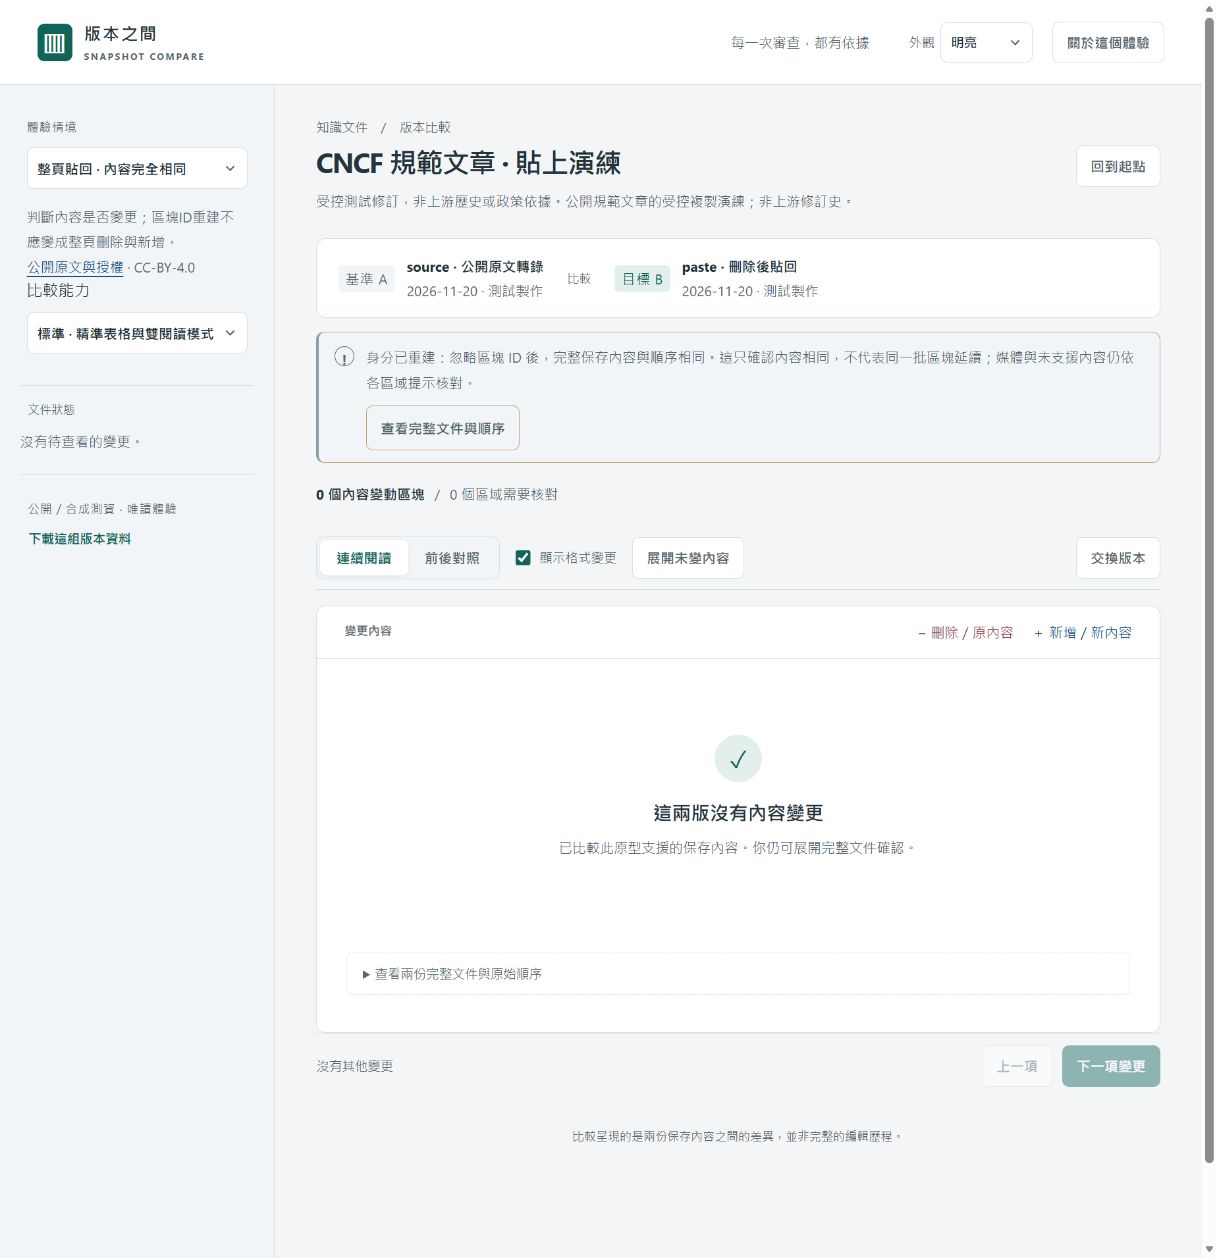 版本之間
SNAPSHOT COMPARE
每一次審查，都有依據
外觀
明亮
關於這個體驗
體驗情境
整頁貼回 · 內容完全相同
判斷內容是否變更；區塊ID重建不
應變成整頁刪除與新增。
公開原文與授權 · CC-BY-4.0
比較能力
標準 · 精準表格與雙閱讀模式
文件狀態
沒有待查看的變更。
公開 / 合成測資 · 唯讀體驗
下載這組版本資料
知識文件 / 版本比較
CNCF 規範文章 · 貼上演練
受控測試修訂，非上游歷史或政策依據。公開規範文章的受控複製演練；非上游修訂史。
回到起點
基準 A
source · 公開原文轉錄
2026-11-20 · 測試製作
比較
目標 B
paste · 刪除後貼回
2026-11-20 · 測試製作
身分已重建：忽略區塊 ID 後，完整保存內容與順序相同。這只確認內容相同，不代表同一批區塊延續；媒體與未支援內容仍依
各區域提示核對。
查看完整文件與順序
0 個內容變動區塊 / 0 個區域需要核對
連續閱讀
前後對照
顯示格式變更
展開未變內容
交換版本
變更內容
− 刪除 / 原內容
+ 新增 / 新內容
這兩版沒有內容變更
已比較此原型支援的保存內容。你仍可展開完整文件確認。
▶ 查看兩份完整文件與原始順序
沒有其他變更
上一項
下一項變更
比較呈現的是兩份保存內容之間的差異，並非完整的編輯歷程。